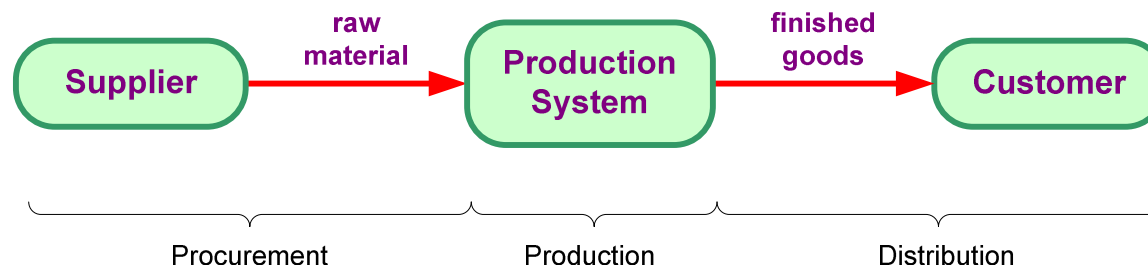 Supplier
raw
material
Production
System
finished
goods
Customer
Procurement
Production
Distribution